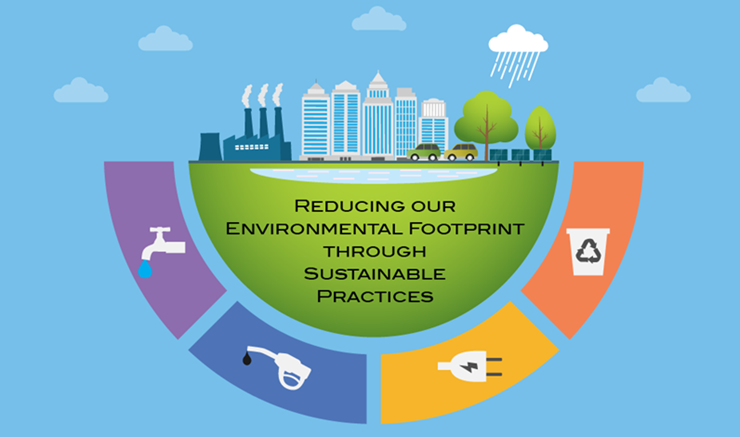 Reducing our
Environmental Footprint
through
Sustainable
Practices